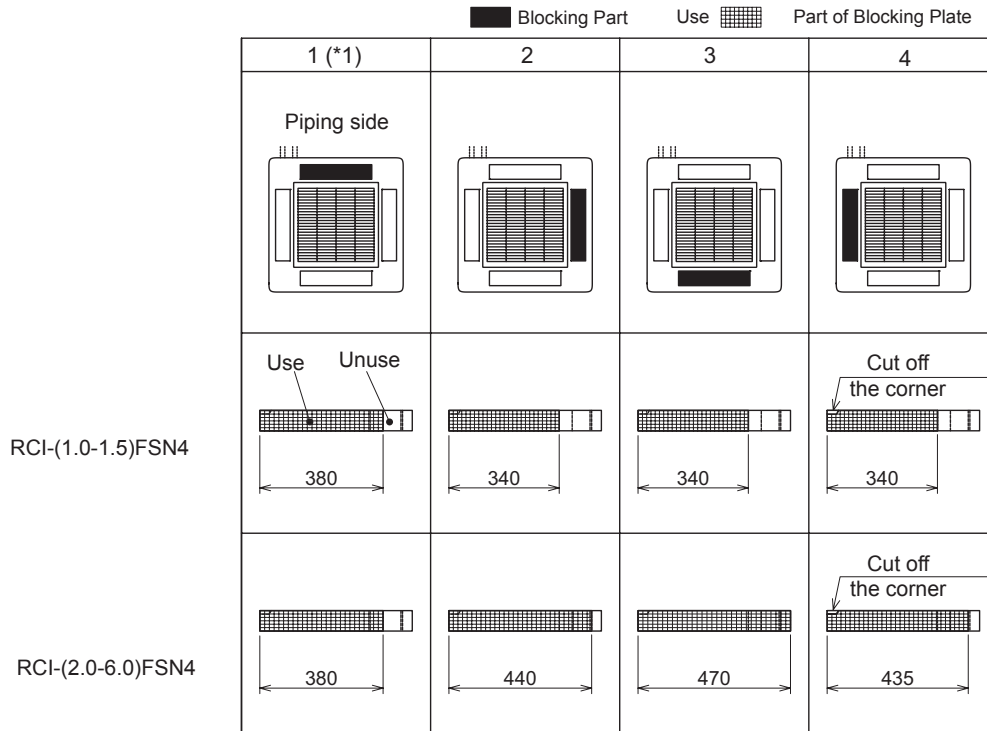 Blocking Part Use Part of Blocking Plate
1 (*1) 2 3 4
Piping side
RCI-(1.0-1.5)FSN4
Use Unuse
380
340
340
Cut off
the corner
340
RCI-(2.0-6.0)FSN4
380
440
470
Cut off
the corner
435